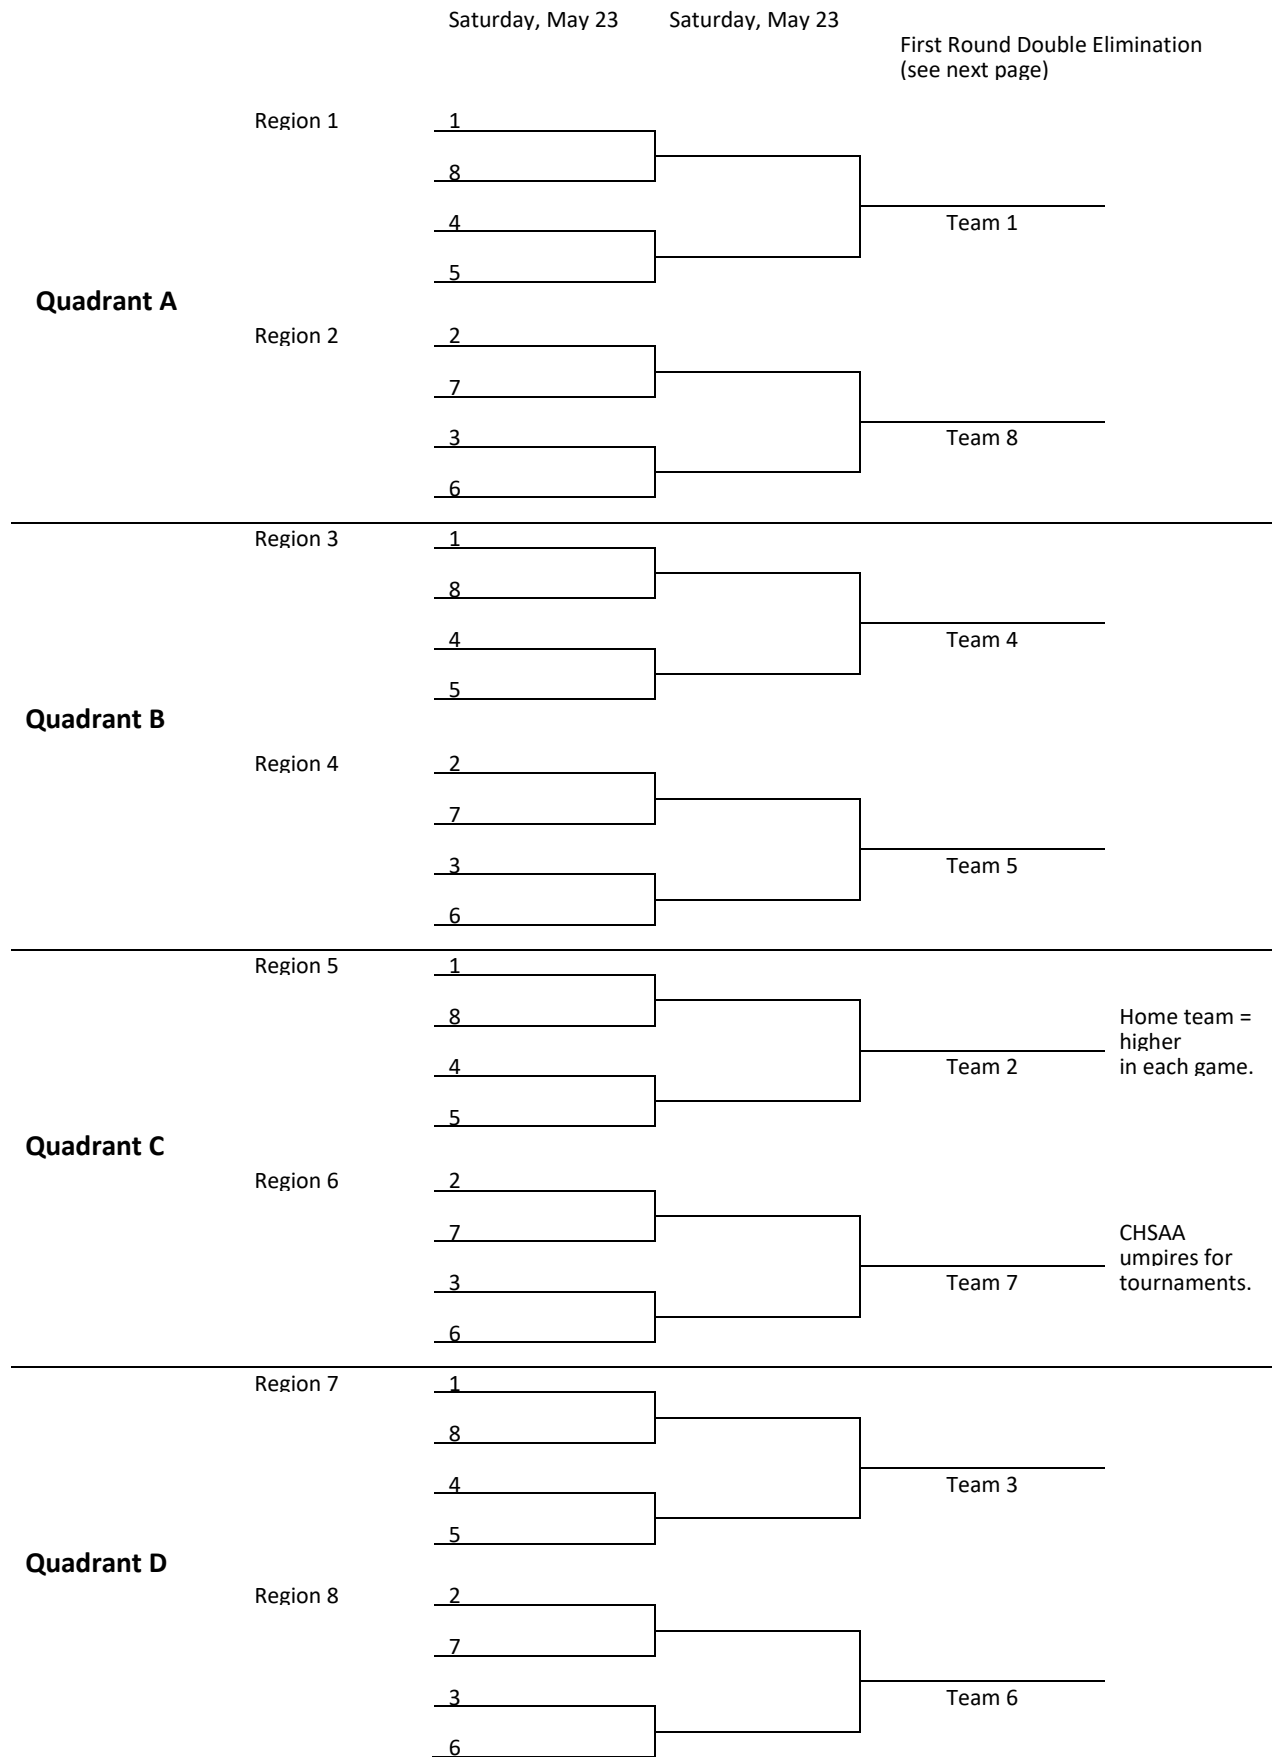 Saturday, May 23 Saturday, May 23
First Round Double Elimination
(see next page)
Region 1 1
8
Team 1
4
5
Quadrant A
Region 2 2
7
Team 8
3
6
Region 3 1
8
Team 4
4
5
Quadrant B
Region 4 2
7
Team 5
3
6
Region 5 1
8
Home team =
higher
in each game.
Team 2
4
5
Quadrant C
Region 6 2
7
CHSAA
umpires for
tournaments.
Team 7
3
6
Region 7 1
8
Team 3
4
5
Quadrant D
Region 8 2
7
Team 6
3
6